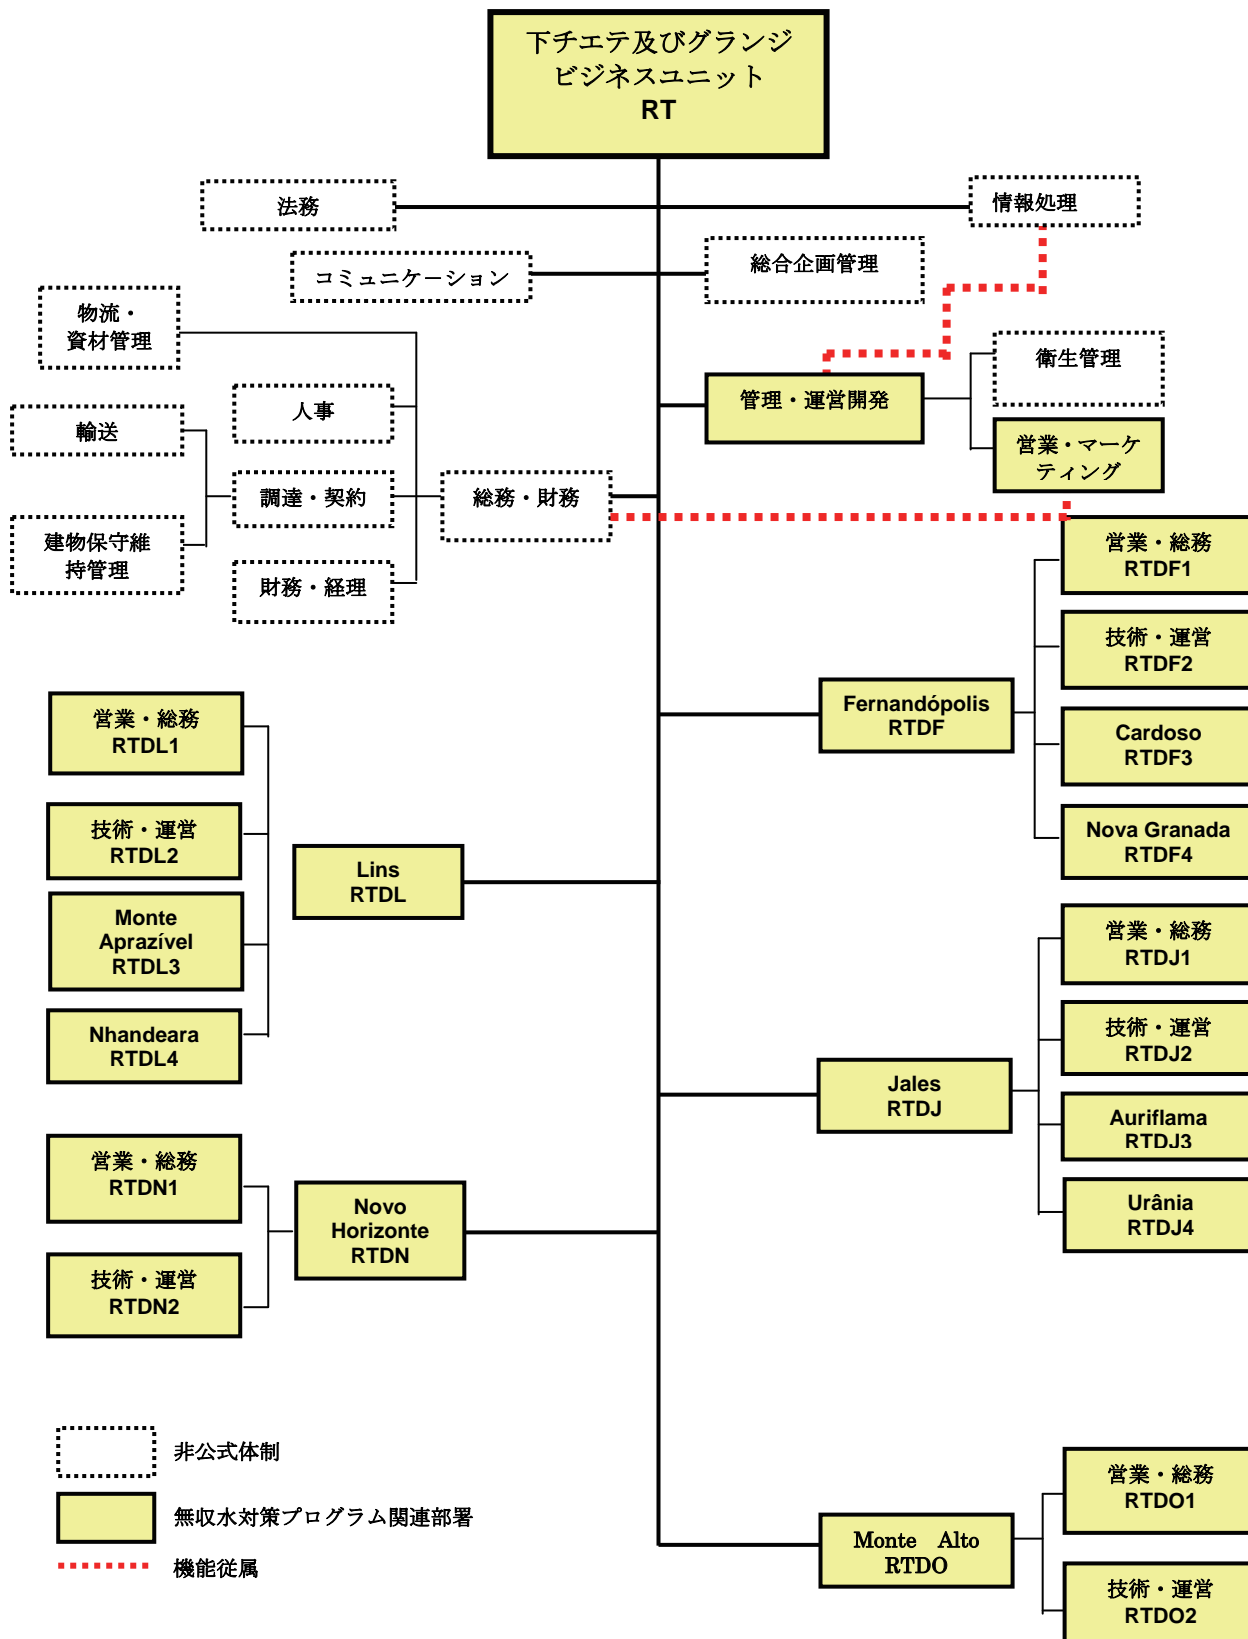 下チエテ及びグランジ
ビジネスユニット
RT
法務
情報処理
コミュニケーション
総合企画管理
物流・
資材管理
人事
輸送
調達・契約
総務・財務
建物保守維
持管理
財務・経理
管理・運営開発
衛生管理
営業・マーケ
ティング
営業・総務
RTDF1
技術・運営
RTDF2
Fernandópolis
RTDF
Cardoso
RTDF3
Nova Granada
RTDF4
営業・総務
RTDL1
技術・運営
RTDL2
Lins
RTDL
Monte
Aprazível
RTDL3
Nhandeara
RTDL4
営業・総務
RTDJ1
技術・運営
RTDJ2
Jales
RTDJ
Auriflama
RTDJ3
Urânia
RTDJ4
営業・総務
RTDN1
Novo
Horizonte
RTDN
技術・運営
RTDN2
営業・総務
RTDO1
Monte Alto
RTDO
技術・運営
RTDO2
非公式体制
無収水対策プログラム関連部署
機能従属